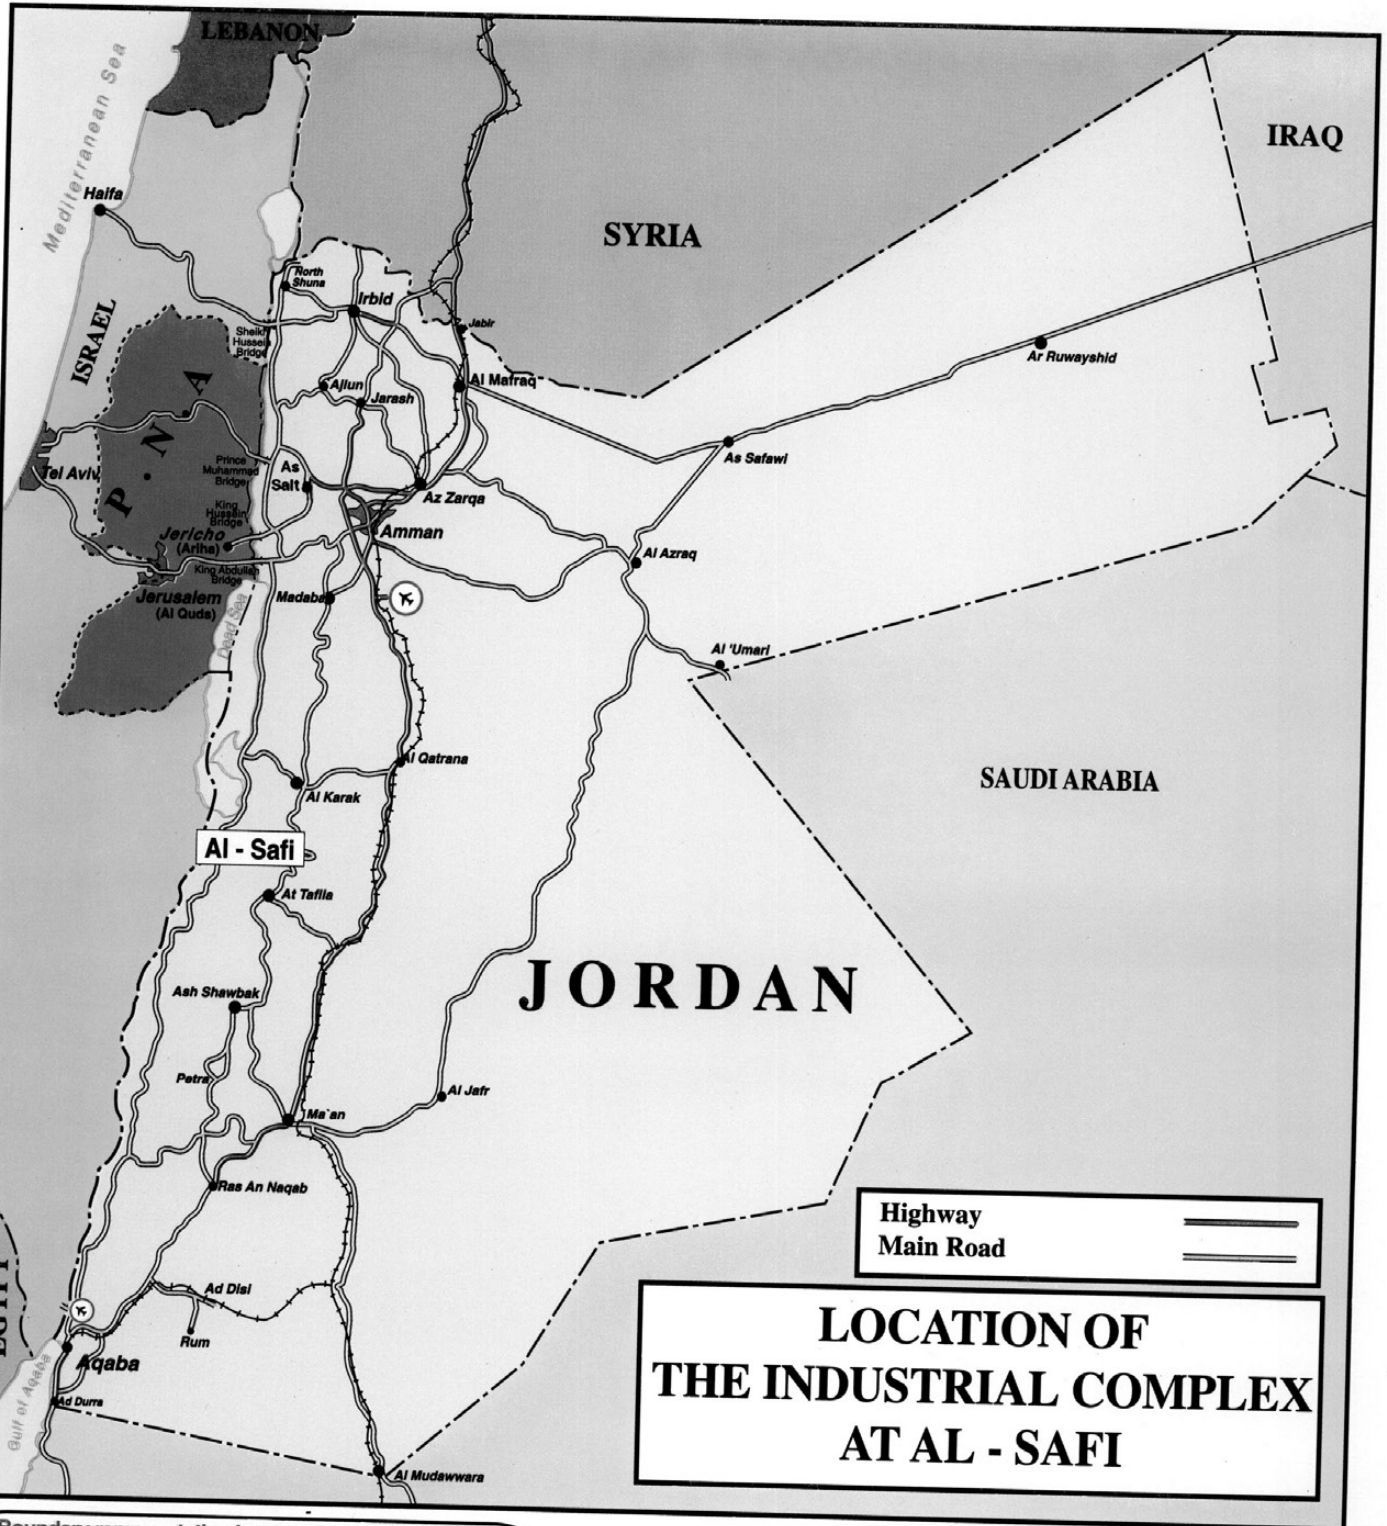 LEBANON
Mediterranean Sea
IRAQ
Haifa
SYRIA
North
Shuna
Irbid
ISRAEL
Sheikh
Hussein
Bridge
Jabir
Ar Ruwayshid
Ajlun
Al Mafraq
Jarash
P N A
As Safawi
Tel Aviv
Prince
Muhammad
Bridge
As
Salt
Az Zarqa
King
Hussein
Bridge
Amman
Jericho
(Ariha)
Al Azraq
King Abdullah
Bridge
Jerusalem
(Al Quds)
Madaba
Dead Sea
Al 'Umari
Al Qatrana
SAUDI ARABIA
Al Karak
Al - Safi
At Tafila
JORDAN
Ash Shawbak
Petra
Al Jafr
Ma`an
Ras An Naqab
Highway
Main Road
Ad Disi
Rum
Aqaba
Gulf of Aqaba
Ad Durra
LOCATION OF
THE INDUSTRIAL COMPLEX
AT AL - SAFI
Al Mudawwara